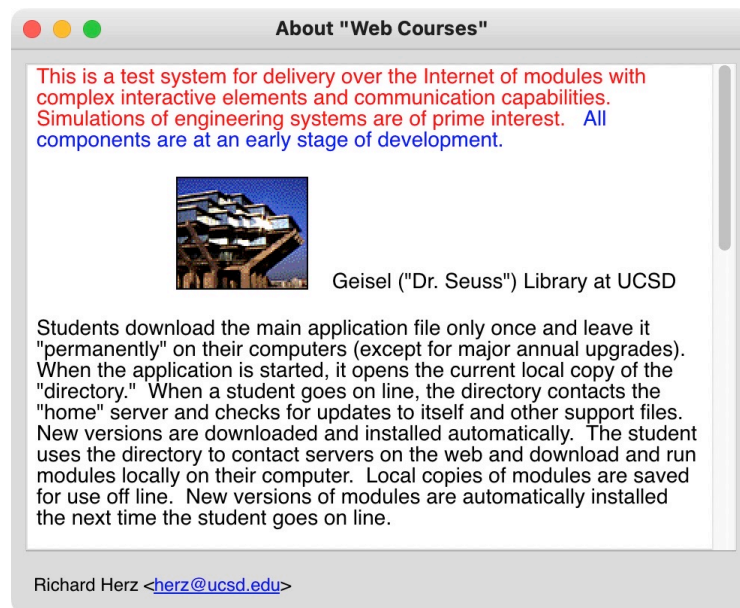 About "Web Courses"
This is a test system for delivery over the Internet of modules with
complex interactive elements and communication capabilities.
Simulations of engineering systems are of prime interest.   All
components are at an early stage of development.
Geisel ("Dr. Seuss") Library at UCSD
Students download the main application file only once and leave it
"permanently" on their computers (except for major annual upgrades).
When the application is started, it opens the current local copy of the
"directory."  When a student goes on line, the directory contacts the
"home" server and checks for updates to itself and other support files.
New versions are downloaded and installed automatically.  The student
uses the directory to contact servers on the web and download and run
modules locally on their computer.  Local copies of modules are saved
for use off line.  New versions of modules are automatically installed
the next time the student goes on line.
Richard Herz <herz@ucsd.edu>